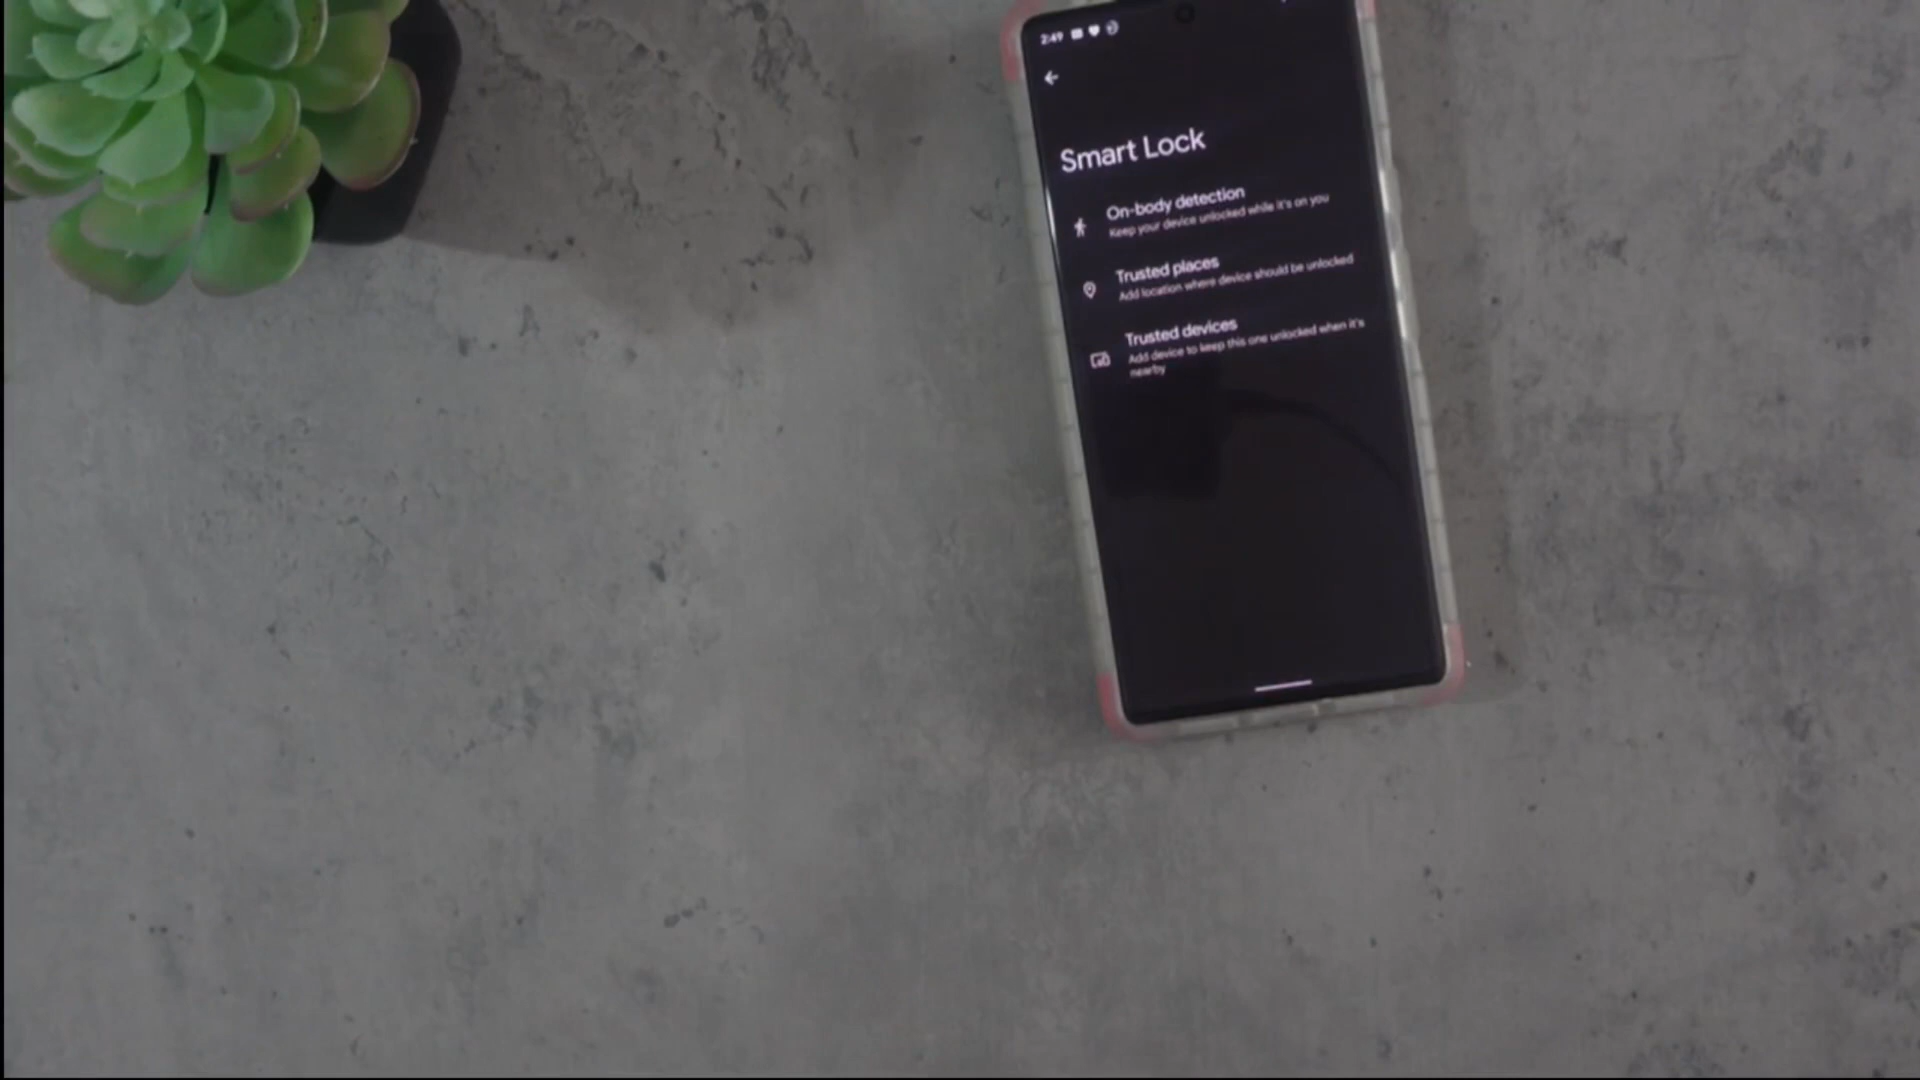 2:49
Smart Lock
On-body detection
Keep your device unlocked while it's on you
Trusted places
Add location where device should be unlocked
Trusted devices
Add device to keep this one unlocked when it's
nearby